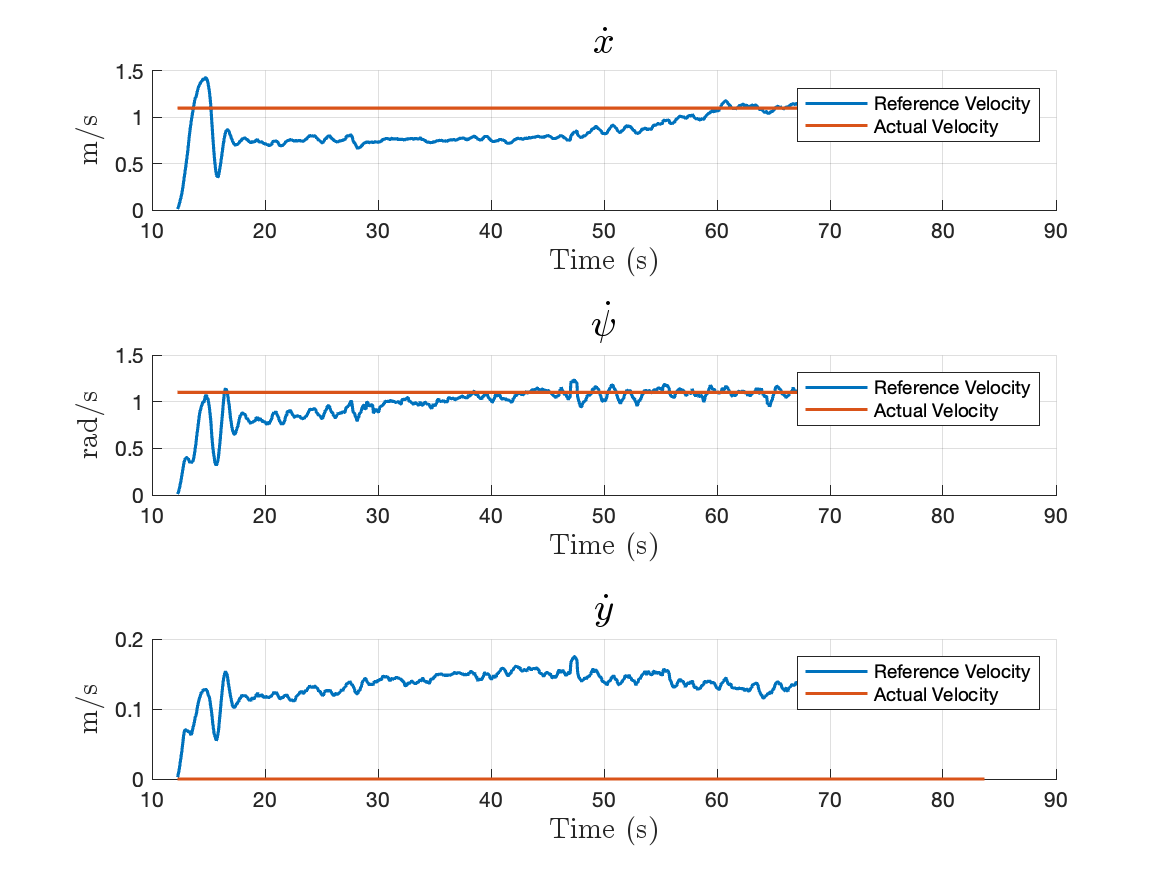 ẋ
1.5
1
0.5
0
m/s
Reference Velocity
Actual Velocity
10 20 30 40 50 60 70 80 90
Time (s)
ψ̇
1.5
1
0.5
0
rad/s
Reference Velocity
Actual Velocity
10 20 30 40 50 60 70 80 90
Time (s)
ẏ
0.2
0.1
0
m/s
Reference Velocity
Actual Velocity
10 20 30 40 50 60 70 80 90
Time (s)